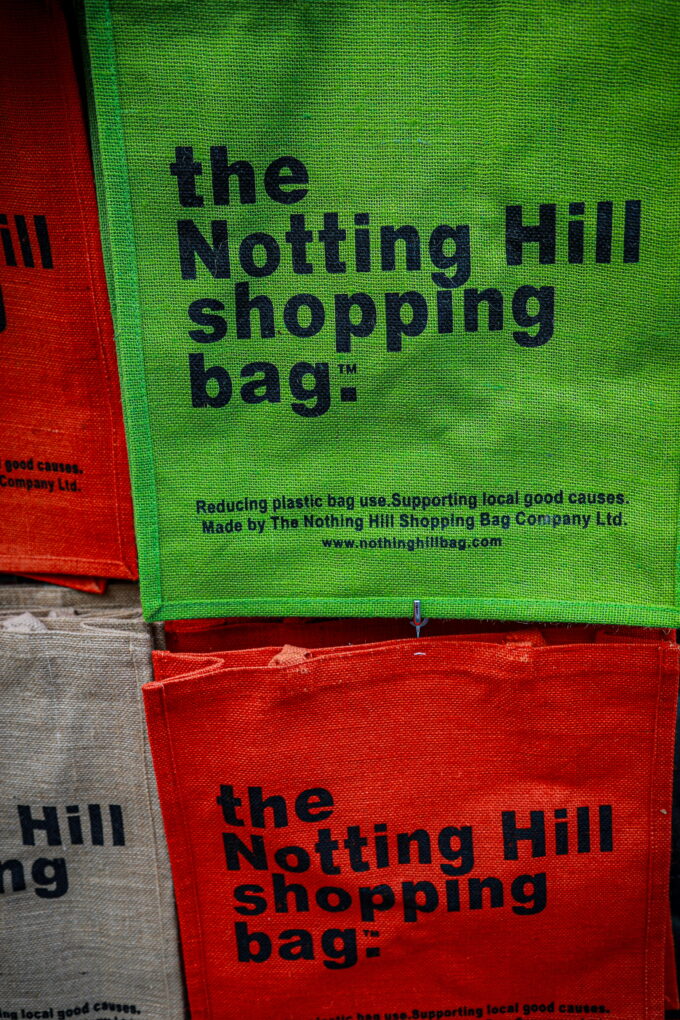 the
Notting Hill
shopping
bag.™
Reducing plastic bag use.Supporting local good causes.
Made by The Nothing Hill Shopping Bag Company Ltd.
www.nothinghillbag.com
ill
good causes.
Company Ltd.
the
Notting Hill
shopping
bag.™
bag use.Supporting local good causes.
Hill
ng
local good causes.